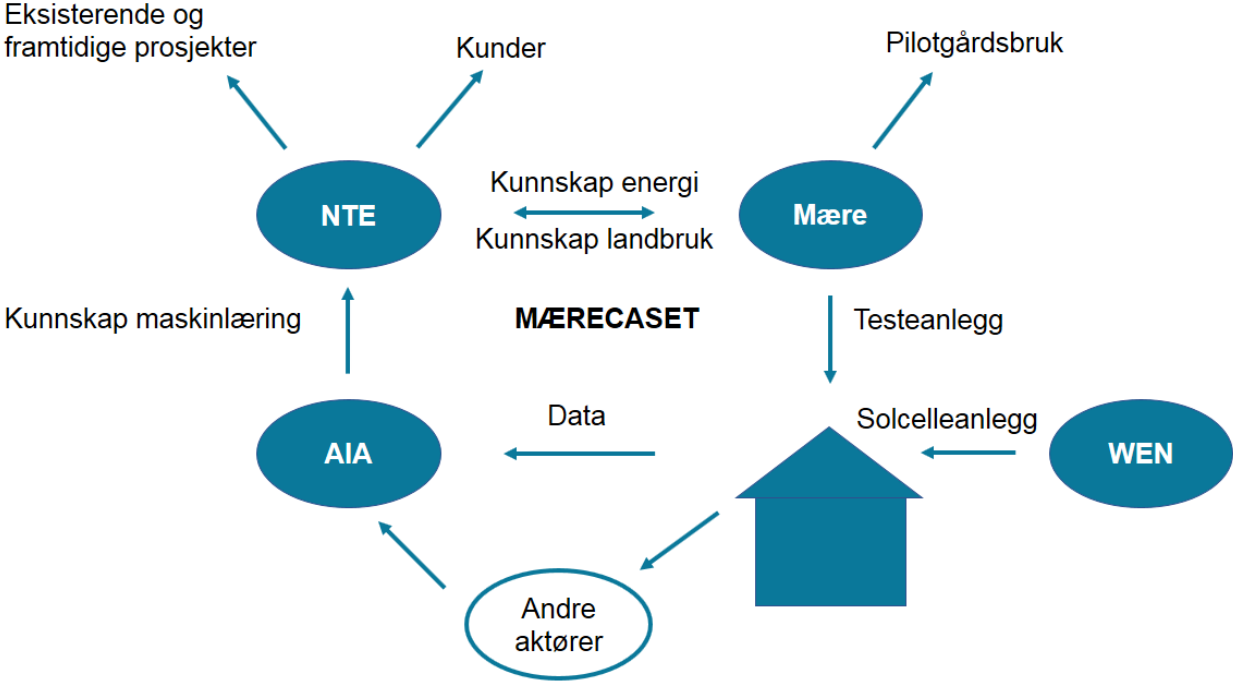 Eksisterende og
framtidige prosjekter
Kunder
Pilotgårdsbruk
NTE
Kunnskap energi
Kunnskap landbruk
Mære
Kunnskap maskinlæring
MÆRECASET
Testeanlegg
AIA
Data
Solcelleanlegg
WEN
Andre
aktører